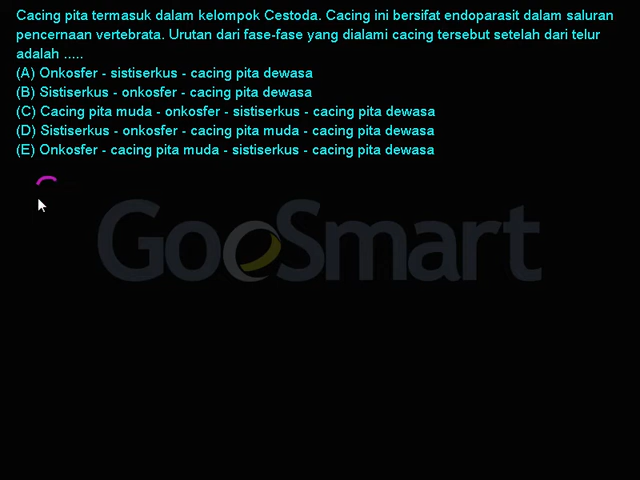 Cacing pita termasuk dalam kelompok Cestoda. Cacing ini bersifat endoparasit dalam saluran
pencernaan vertebrata. Urutan dari fase-fase yang dialami cacing tersebut setelah dari telur
adalah .....
(A) Onkosfer - sistiserkus - cacing pita dewasa
(B) Sistiserkus - onkosfer - cacing pita dewasa
(C) Cacing pita muda - onkosfer - sistiserkus - cacing pita dewasa
(D) Sistiserkus - onkosfer - cacing pita muda - cacing pita dewasa
(E) Onkosfer - cacing pita muda - sistiserkus - cacing pita dewasa
GoeSmart